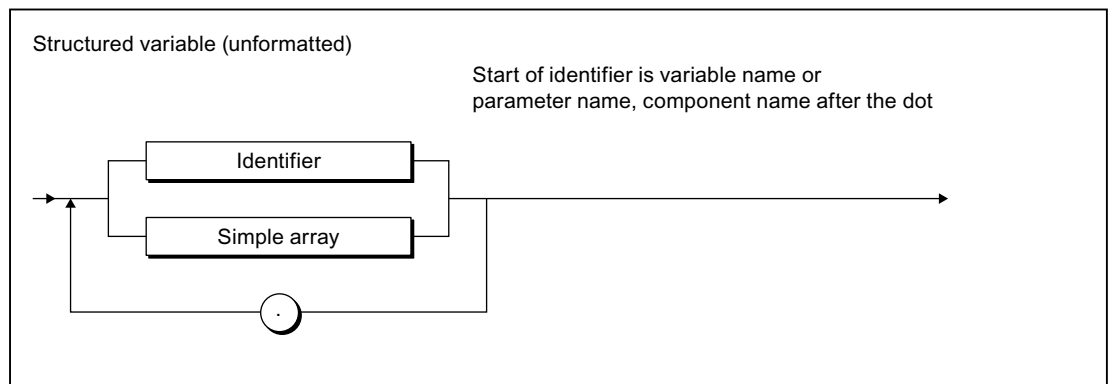 Structured variable (unformatted)
Start of identifier is variable name or
parameter name, component name after the dot
Identifier
Simple array
.